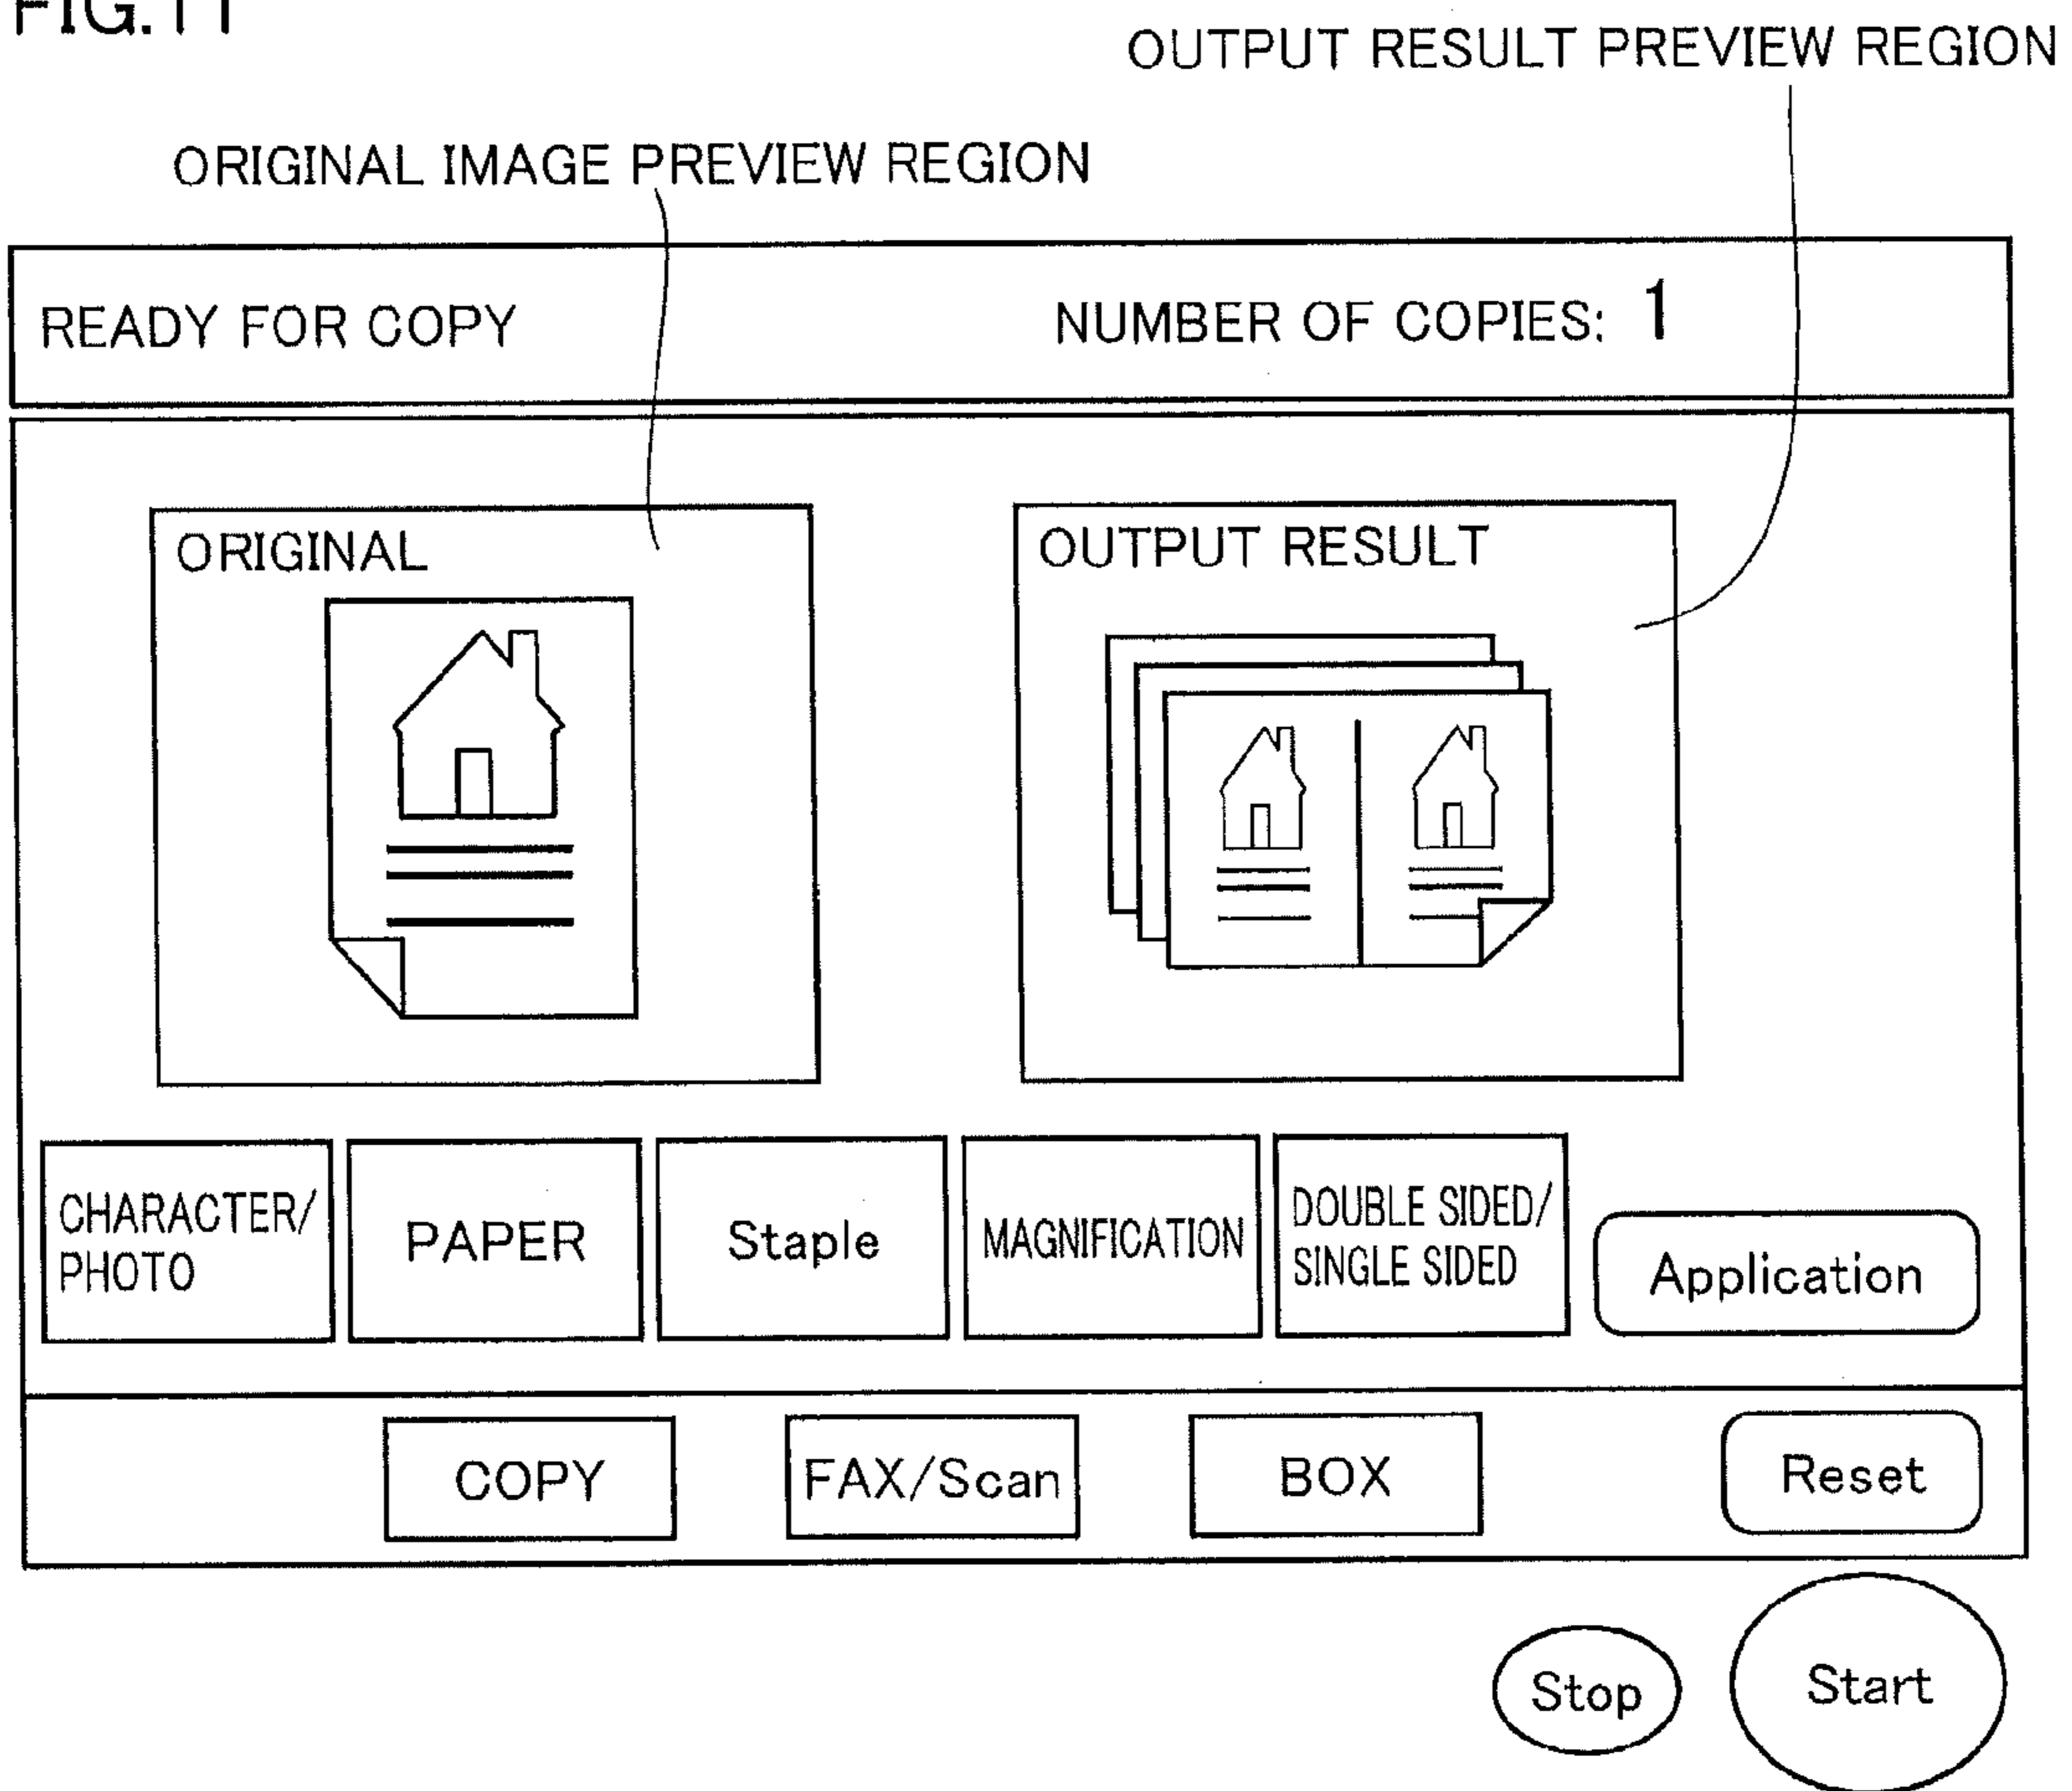 FIG.11
OUTPUT RESULT PREVIEW REGION
ORIGINAL IMAGE PREVIEW REGION
READY FOR COPY
NUMBER OF COPIES: 1
ORIGINAL
OUTPUT RESULT
CHARACTER/
PHOTO
PAPER
Staple
MAGNIFICATION
DOUBLE SIDED/
SINGLE SIDED
Application
COPY
FAX/Scan
BOX
Reset
Stop
Start